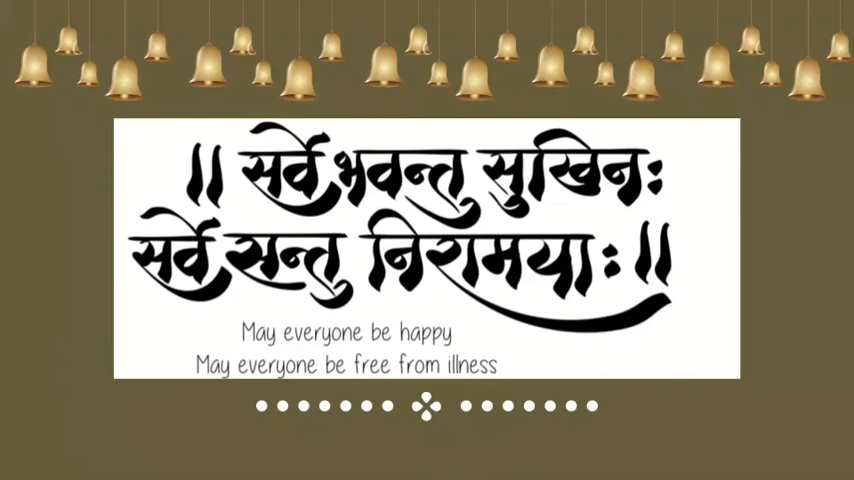 ॥ सर्वे भवन्तु सुखिनः
सर्वे सन्तु निरामयाः ॥
May everyone be happy
May everyone be free from illness